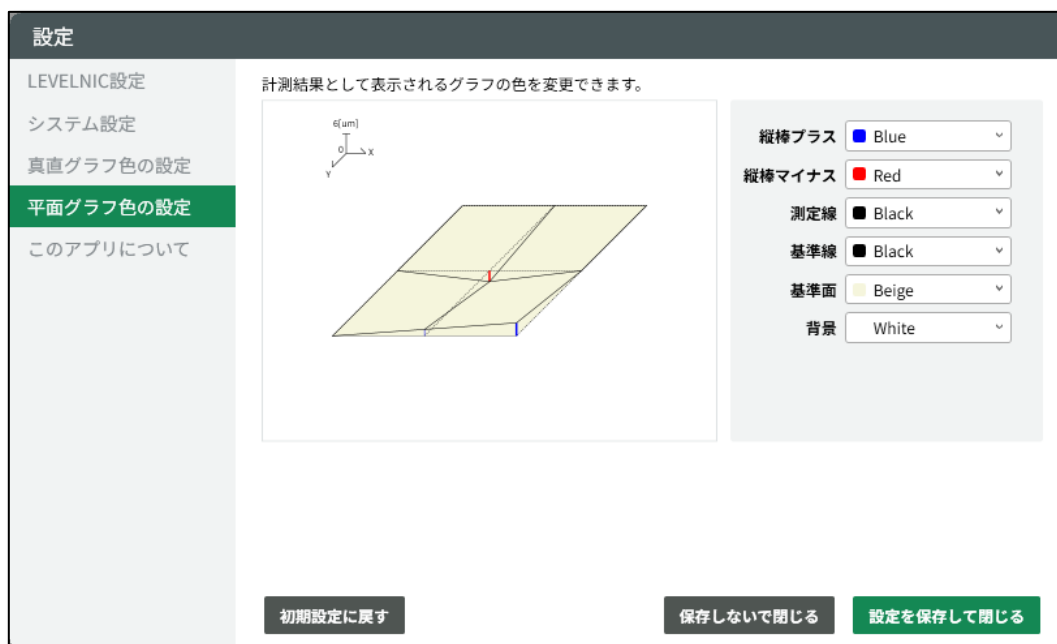 設定
LEVELNIC設定
システム設定
真直グラフ色の設定
平面グラフ色の設定
このアプリについて
計測結果として表示されるグラフの色を変更できます。
6[um]
0
X
Y
縦棒プラス Blue
縦棒マイナス Red
測定線 Black
基準線 Black
基準面 Beige
背景 White
初期設定に戻す
保存しないで閉じる
設定を保存して閉じる